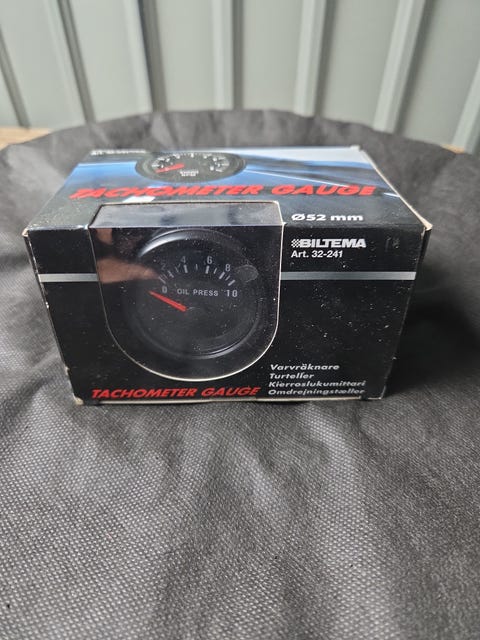 TACHOMETER GAUGE
Ø52 mm
BILTEMA
Art. 32-241
4 6 8
0 OIL PRESS 10
TACHOMETER GAUGE
Varvräknare
Turteller
Kierroslukumittari
Omdrejningstæller